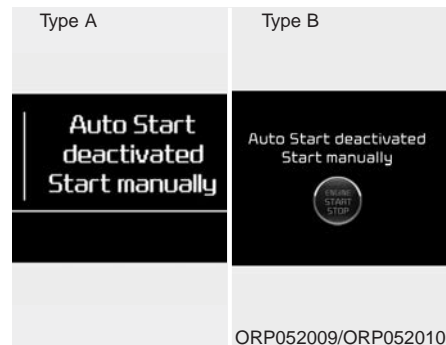 Type A
Auto Start
deactivated
Start manually
Type B
Auto Start deactivated
Start manually
ENGINE
START
STOP
ORP052009/ORP052010